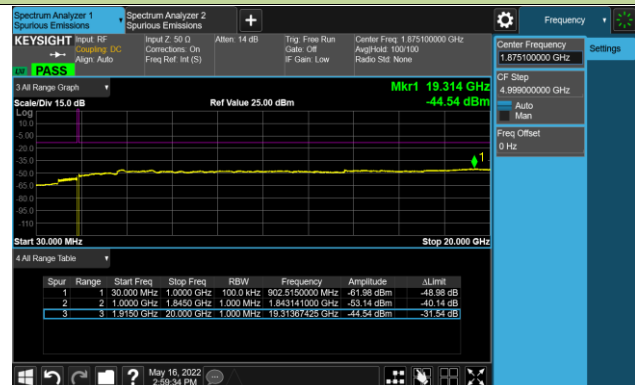 Spectrum Analyzer 1
Spurious Emissions
Spectrum Analyzer 2
Spurious Emissions
+
Frequency
KEYSIGHT
Input: RF
Coupling: DC
Align: Auto
Input Z: 50 Ω
Corrections: On
Freq Ref: Int (S)
Atten: 14 dB
Trig: Free Run
Gate: Off
IF Gain: Low
Center Freq: 1.875100000 GHz
Avg|Hold: 100/100
Radio Std: None
PASS
Center Frequency
1.875100000 GHz
Settings
CF Step
4.999000000 GHz
Auto
Man
Freq Offset
0 Hz
3 All Range Graph
Mkr1 19.314 GHz
Scale/Div 15.0 dB
Ref Value 25.00 dBm
-44.54 dBm
Log
10.0
-5.00
-20.0
-35.0
-50.0
-65.0
-80.0
-95.0
-110
1
Start 30.000 MHz
Stop 20.000 GHz
4 All Range Table
Spur Range Start Freq Stop Freq RBW Frequency Amplitude ΔLimit
1 1 30.000 MHz 1.0000 GHz 100.0 kHz 902.5150000 MHz -61.98 dBm -48.98 dB
2 2 1.0000 GHz 1.8450 GHz 1.000 MHz 1.843141000 GHz -53.14 dBm -40.14 dB
3 3 1.9150 GHz 20.000 GHz 1.000 MHz 19.31367425 GHz -44.54 dBm -31.54 dB
?
May 16, 2022
2:59:34 PM